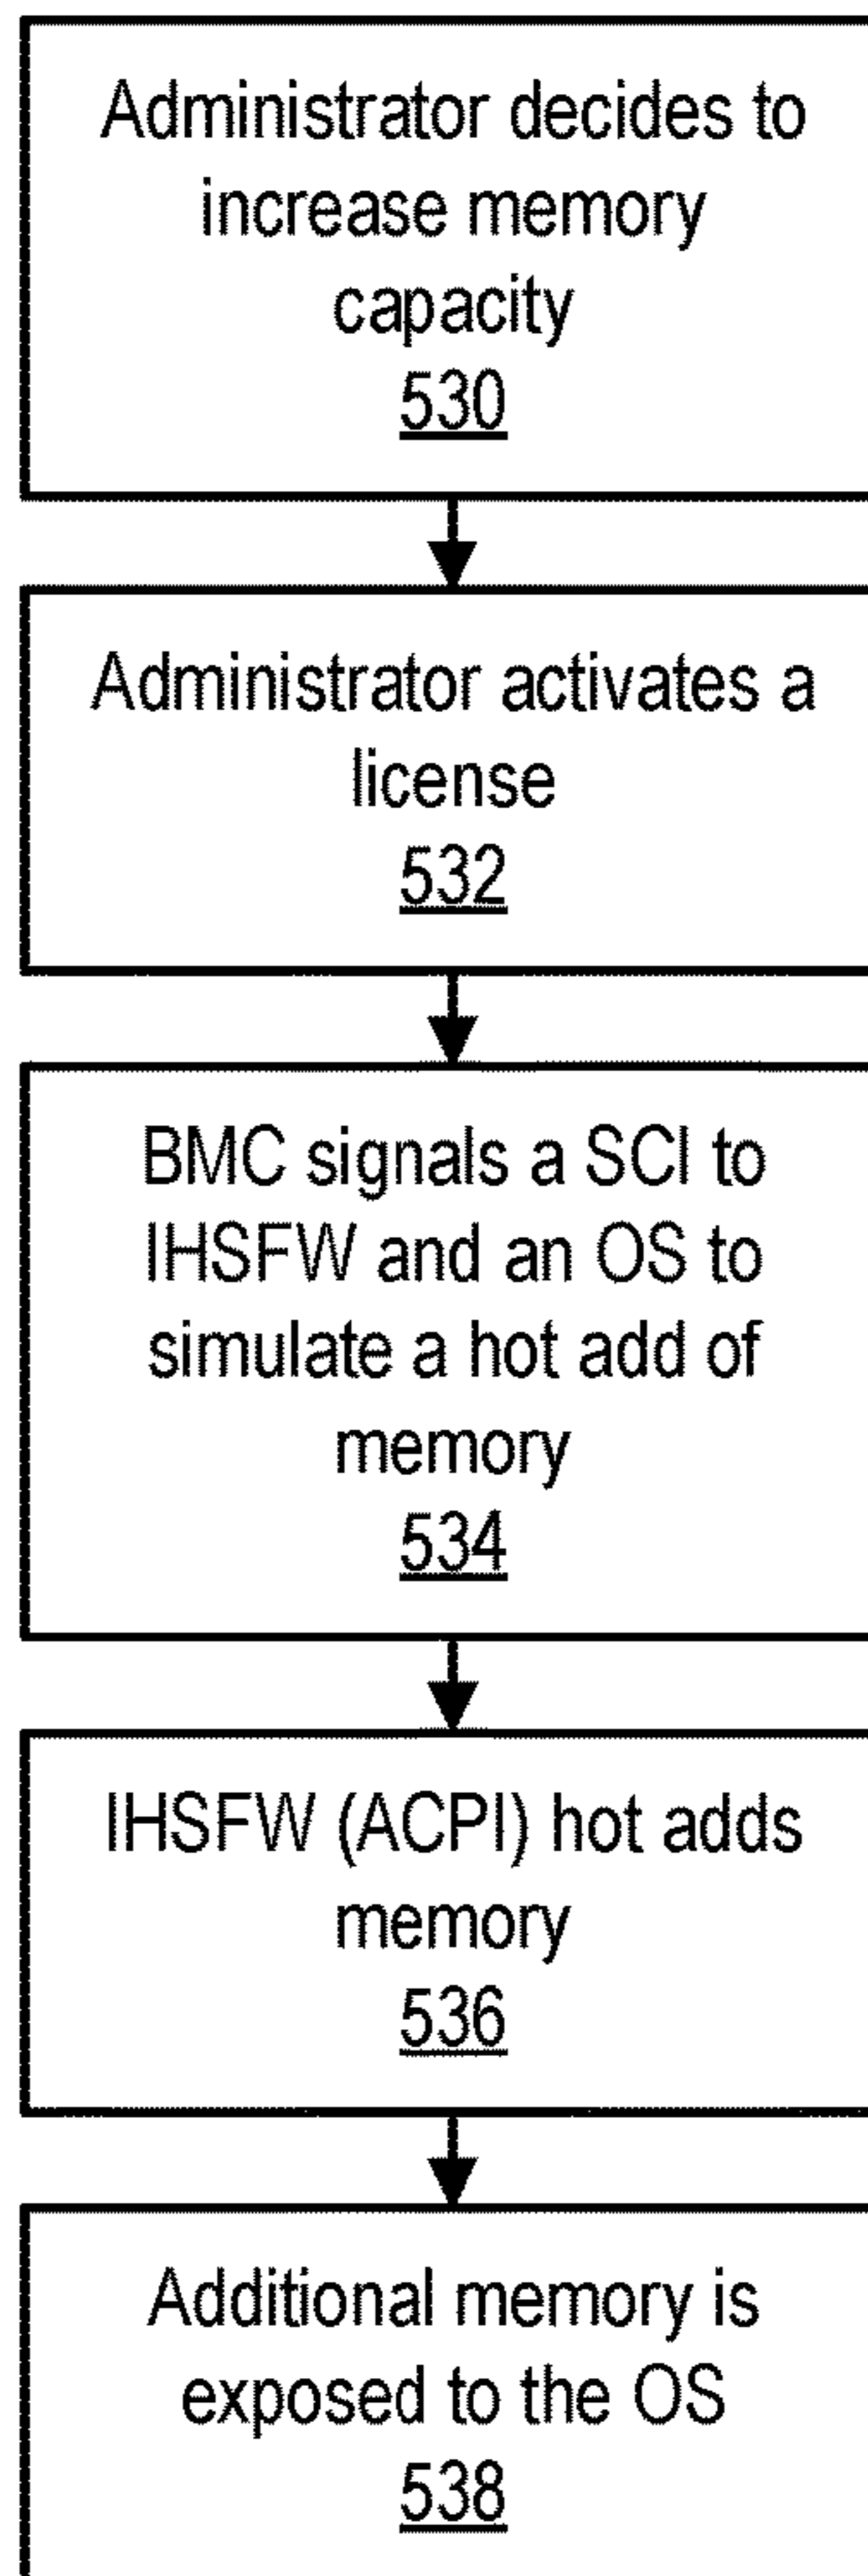 Administrator decides to
increase memory
capacity
530
Administrator activates a
license
532
BMC signals a SCI to
IHSFW and an OS to
simulate a hot add of
memory
534
IHSFW (ACPI) hot adds
memory
536
Additional memory is
exposed to the OS
538